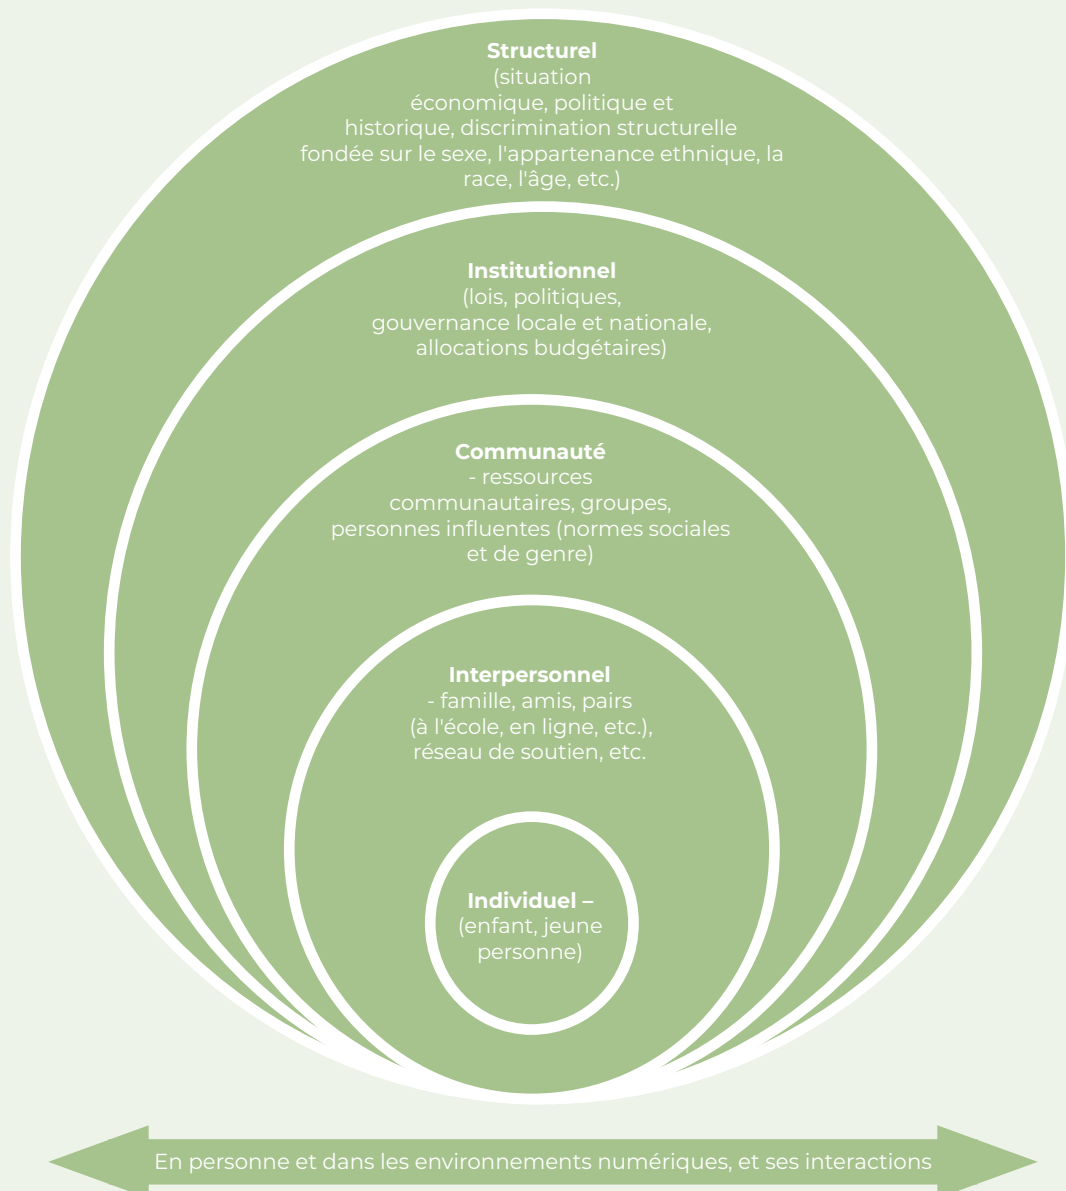 Structurel
(situation
économique, politique et
historique, discrimination structurelle
fondée sur le sexe, l'appartenance ethnique, la
race, l'âge, etc.)
Institutionnel
(lois, politiques,
gouvernance locale et nationale,
allocations budgétaires)
Communauté
- ressources
communautaires, groupes,
personnes influentes (normes sociales
et de genre)
Interpersonnel
- famille, amis, pairs
(à l'école, en ligne, etc.),
réseau de soutien, etc.
Individuel –
(enfant, jeune
personne)
En personne et dans les environnements numériques, et ses interactions